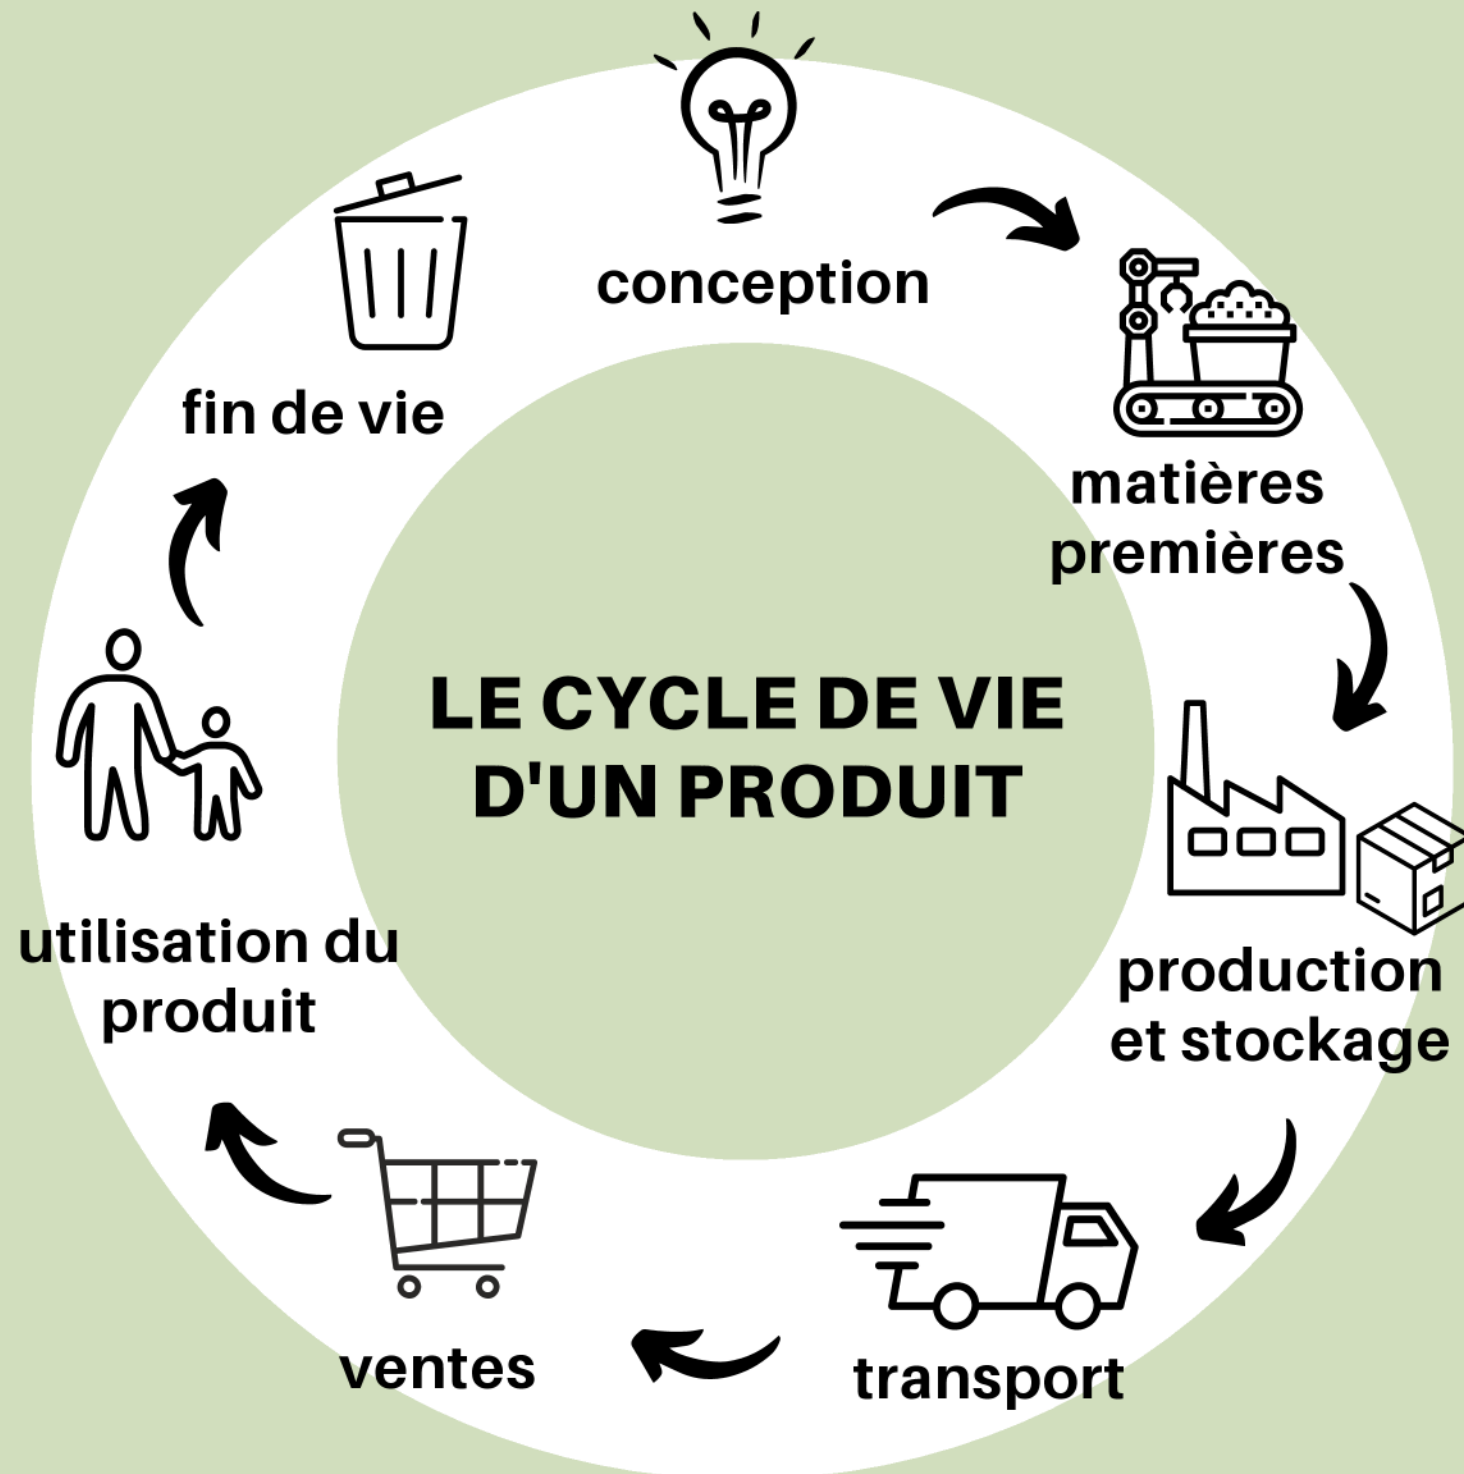 conception
matières
premières
production
et stockage
transport
ventes
utilisation du
produit
fin de vie
LE CYCLE DE VIE
D'UN PRODUIT